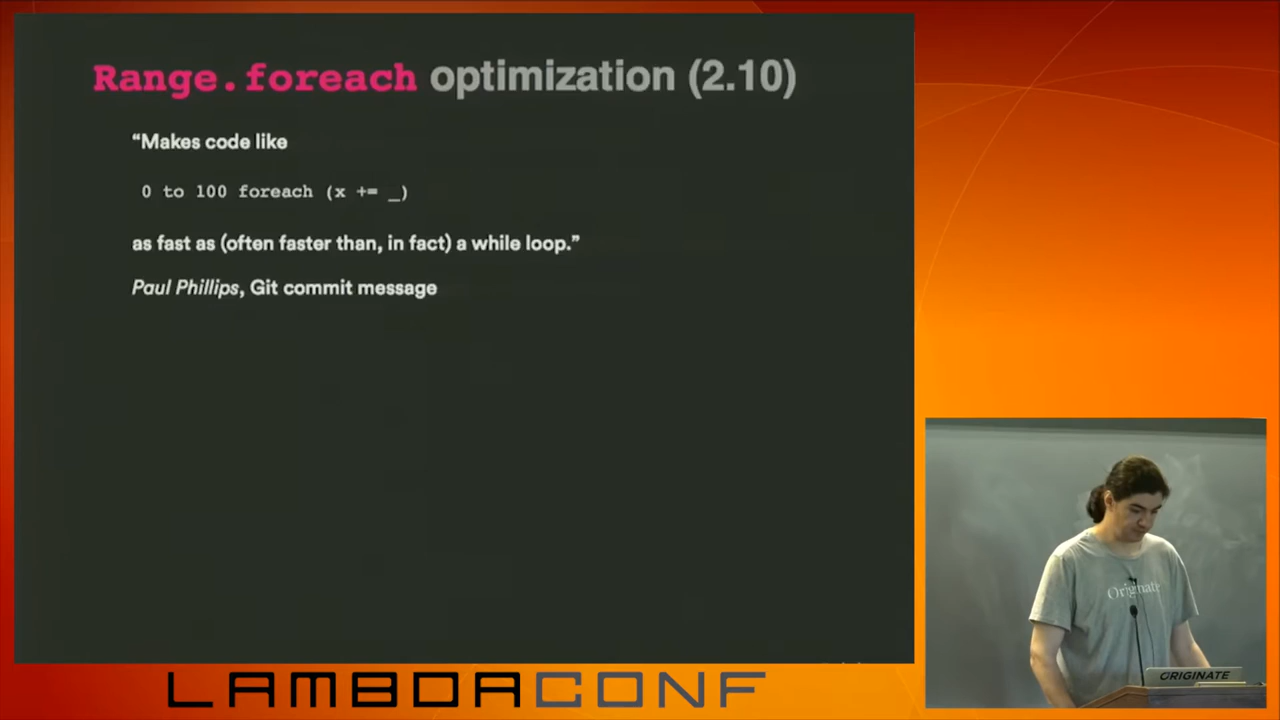 Range.foreach optimization (2.10)
“Makes code like
0 to 100 foreach (x += _)
as fast as (often faster than, in fact) a while loop.”
Paul Phillips, Git commit message
Originate
ORIGINATE
LAMBDACONF